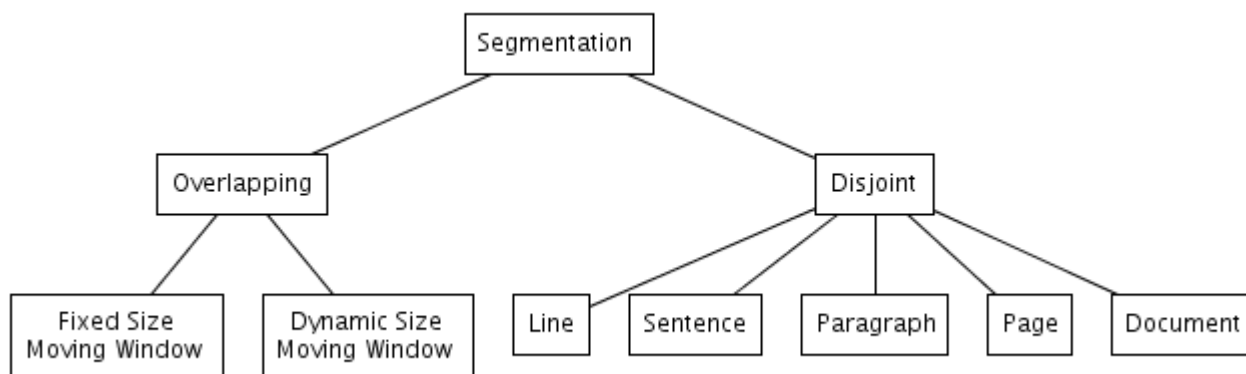 Segmentation
Overlapping
Disjoint
Fixed Size
Moving Window
Dynamic Size
Moving Window
Line
Sentence
Paragraph
Page
Document